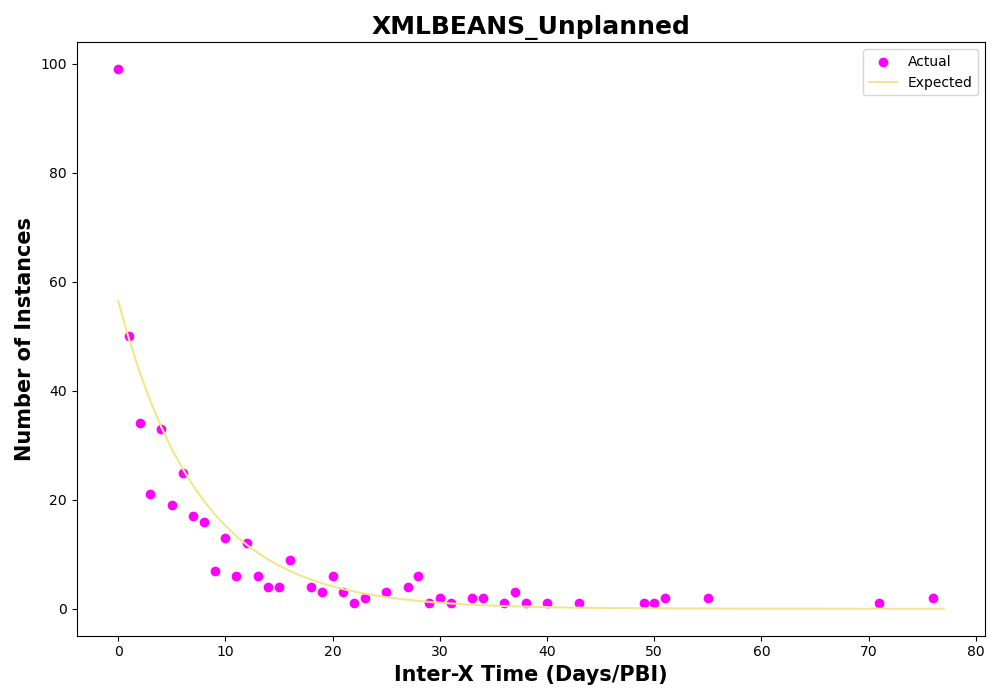 XMLBEANS_Unplanned
Actual
Expected
Number of Instances
100
80
60
40
20
0
0 10 20 30 40 50 60 70 80
Inter-X Time (Days/PBI)